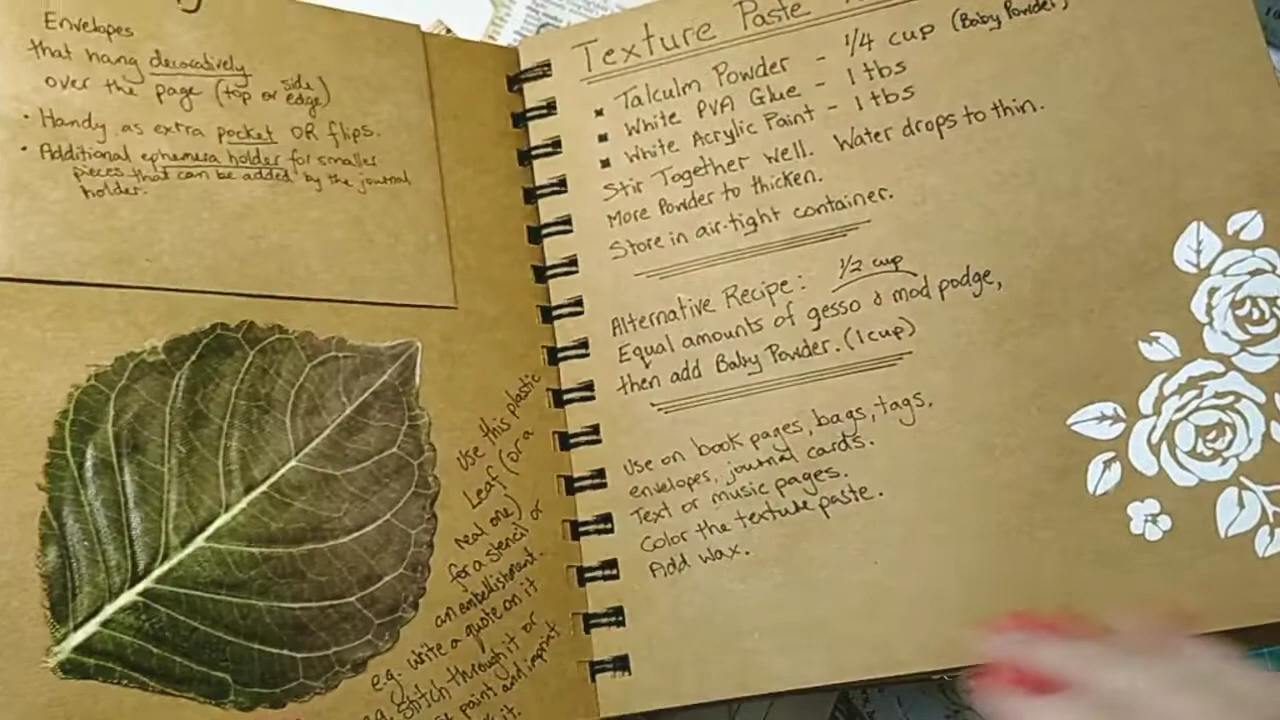 Envelopes
that hang decoratively
over the page (top or side edge)
• Handy as extra pocket OR flips.
• Additional ephemera holder for smaller
pieces that can be added by the journal
holder.
Use this plastic
Leaf (or a
real one)
for a stencil or
an embellishment.
e.g. write a quote on it
e.g. stitch through it or
paint and imprint
it.
Texture Paste
▪ Talculm Powder - 1/4 cup (Baby Powder)
▪ White PVA Glue - 1 tbs
▪ White Acrylic Paint - 1 tbs
Stir Together well. Water drops to thin.
More Powder to thicken.
Store in air-tight container.
Alternative Recipe: 1/2 cup
Equal amounts of gesso & mod podge,
then add Baby Powder. (1 cup)
Use on book pages, bags, tags,
envelopes, journal cards.
Text or music pages.
Color the texture paste.
Add wax.